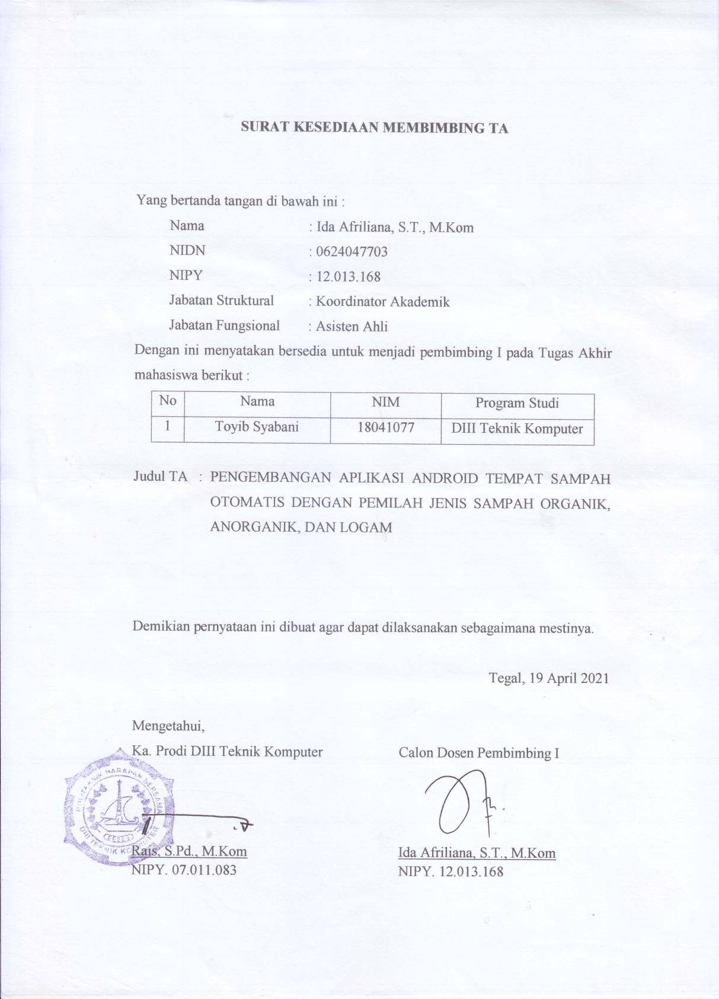 SURAT KESEDIAAN MEMBIMBING TA
Yang bertanda tangan di bawah ini :
Nama : Ida Afriliana, S.T., M.Kom
NIDN : 0624047703
NIPY : 12.013.168
Jabatan Struktural : Koordinator Akademik
Jabatan Fungsional : Asisten Ahli
Dengan ini menyatakan bersedia untuk menjadi pembimbing I pada Tugas Akhir
mahasiswa berikut :
No Nama NIM Program Studi
1 Toyib Syabani 18041077 DIII Teknik Komputer
Judul TA : PENGEMBANGAN APLIKASI ANDROID TEMPAT SAMPAH
OTOMATIS DENGAN PEMILAH JENIS SAMPAH ORGANIK,
ANORGANIK, DAN LOGAM
Demikian pernyataan ini dibuat agar dapat dilaksanakan sebagaimana mestinya.
Tegal, 19 April 2021
Mengetahui,
Ka. Prodi DIII Teknik Komputer Calon Dosen Pembimbing I
POLITEKNIK HARAPAN BERSAMA
DIII TEKNIK KOMPUTER
Rais, S.Pd., M.Kom Ida Afriliana, S.T., M.Kom
NIPY. 07.011.083 NIPY. 12.013.168